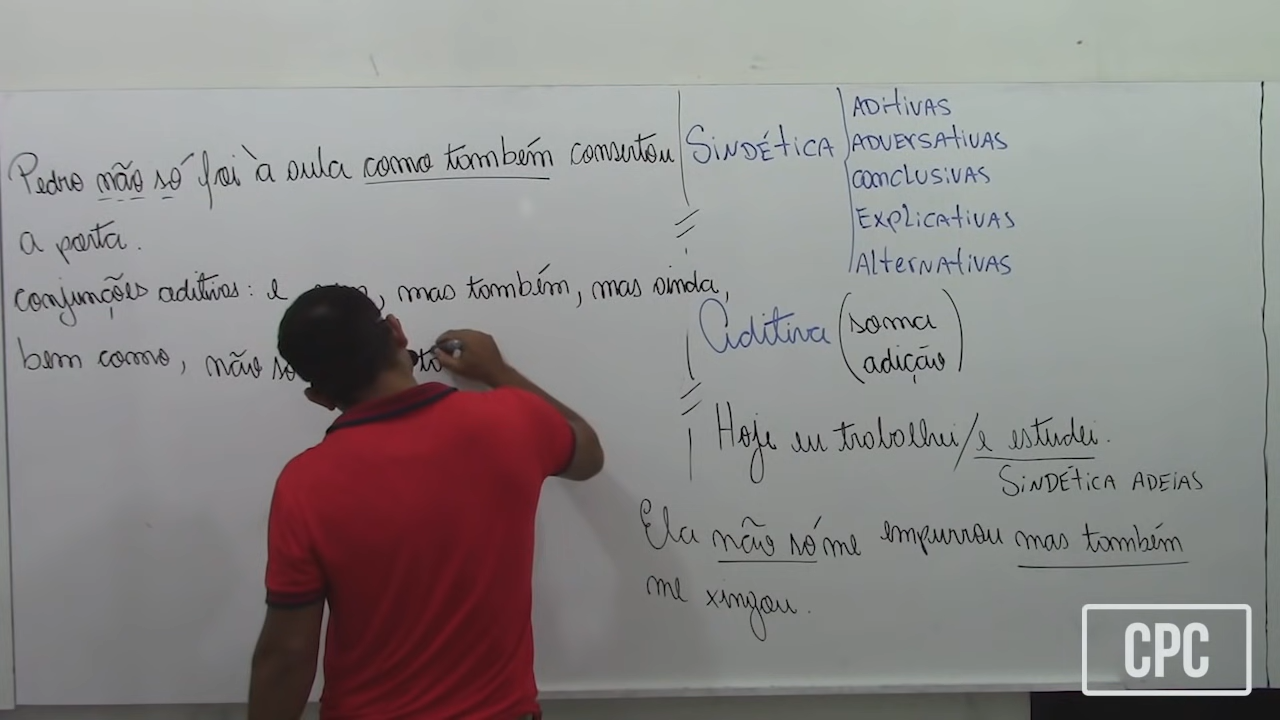 Pedro não só foi à aula como também consertou
a porta.
conjunções aditivas: e, mas também, mas ainda,
bem como, não só
SINDÉTICA
ADITIVAS
ADVERSATIVAS
CONCLUSIVAS
EXPLICATIVAS
ALTERNATIVAS
Aditiva (soma
adição)
Hoje eu trabalhei/e estudei.
SINDÉTICA ADEIAS
Ela não só me empurrou mas também
me xingou.
CPC